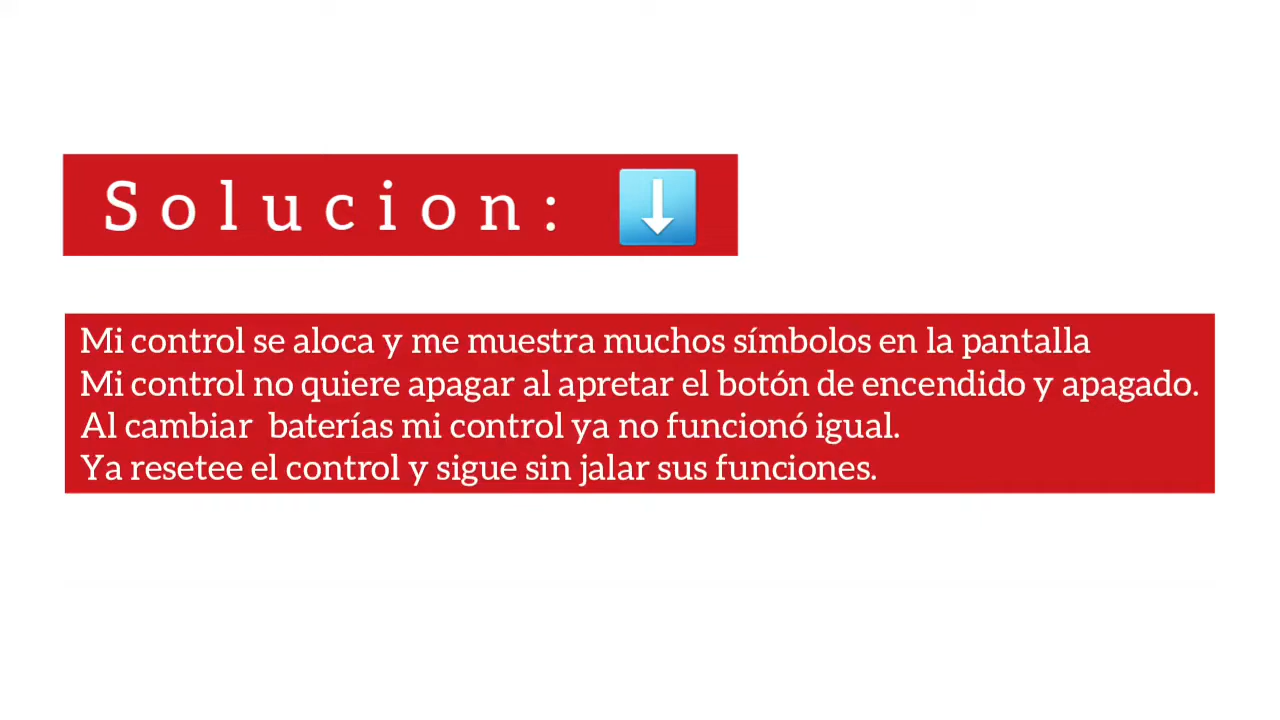 Solucion: ⬇️
Mi control se aloca y me muestra muchos símbolos en la pantalla
Mi control no quiere apagar al apretar el botón de encendido y apagado.
Al cambiar  baterías mi control ya no funcionó igual.
Ya resetee el control y sigue sin jalar sus funciones.